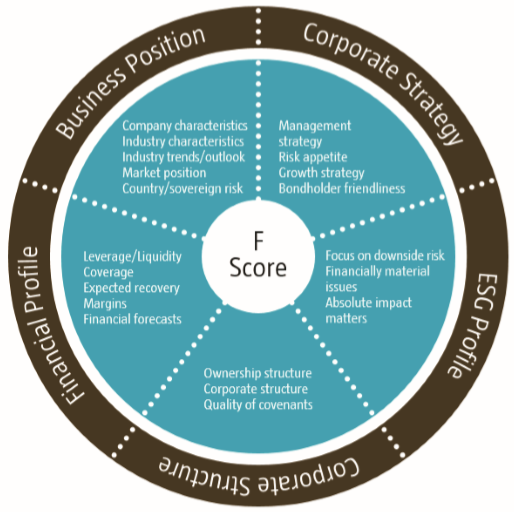 Business Position
Corporate Strategy
Company characteristics
Industry characteristics
Industry trends/outlook
Market position
Country/sovereign risk
Management
strategy
Risk appetite
Growth strategy
Bondholder friendliness
F
Score
Financial Profile
Leverage/Liquidity
Coverage
Expected recovery
Margins
Financial forecasts
Focus on downside risk
Financially material
issues
Absolute impact
matters
ESG Profile
Ownership structure
Corporate structure
Quality of covenants
Corporate Structure